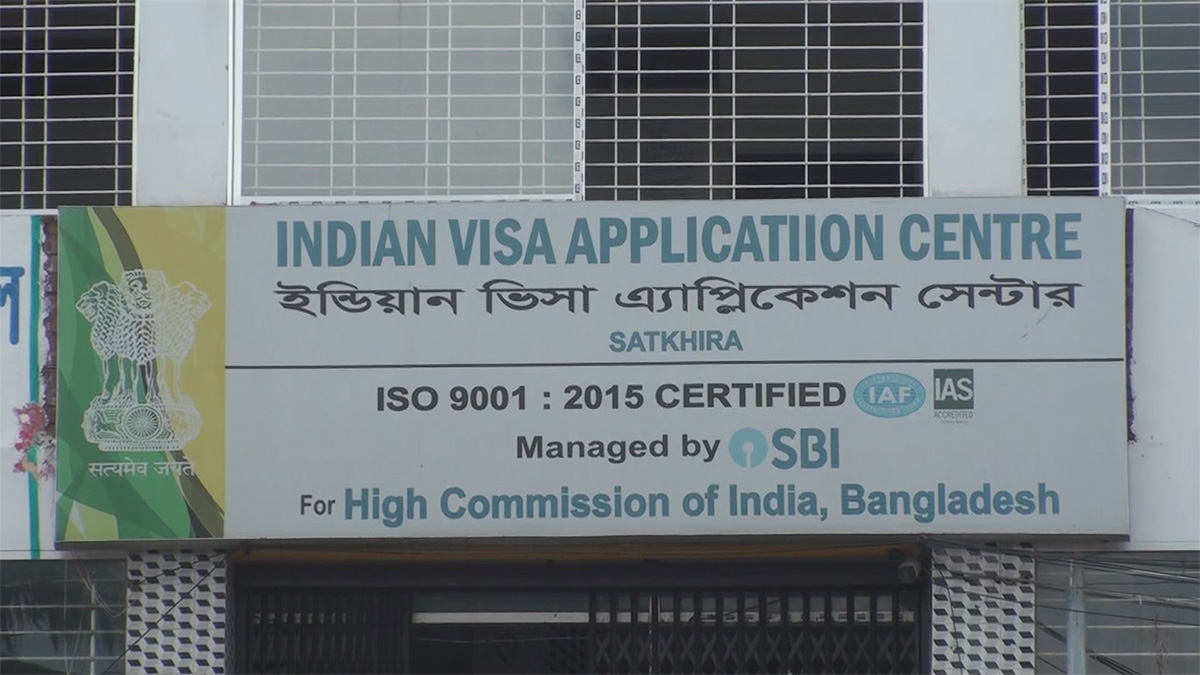 INDIAN VISA APPLICATIION CENTRE
ইন্ডিয়ান ভিসা এ্যাপ্লিকেশন সেন্টার
SATKHIRA
ISO 9001 : 2015 CERTIFIED IAF IAS
ACCREDITED
Managed by SBI
For High Commission of India, Bangladesh
सत्यमेव जयते